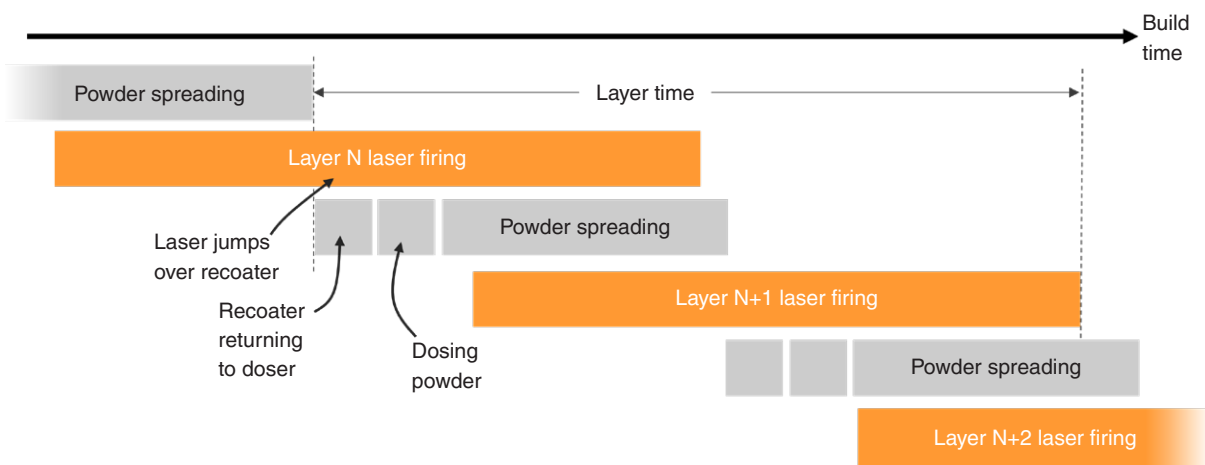 Build
time
Powder spreading
Layer time
Layer N laser firing
Powder spreading
Laser jumps
over recoater
Layer N+1 laser firing
Recoater
returning
to doser
Dosing
powder
Powder spreading
Layer N+2 laser firing